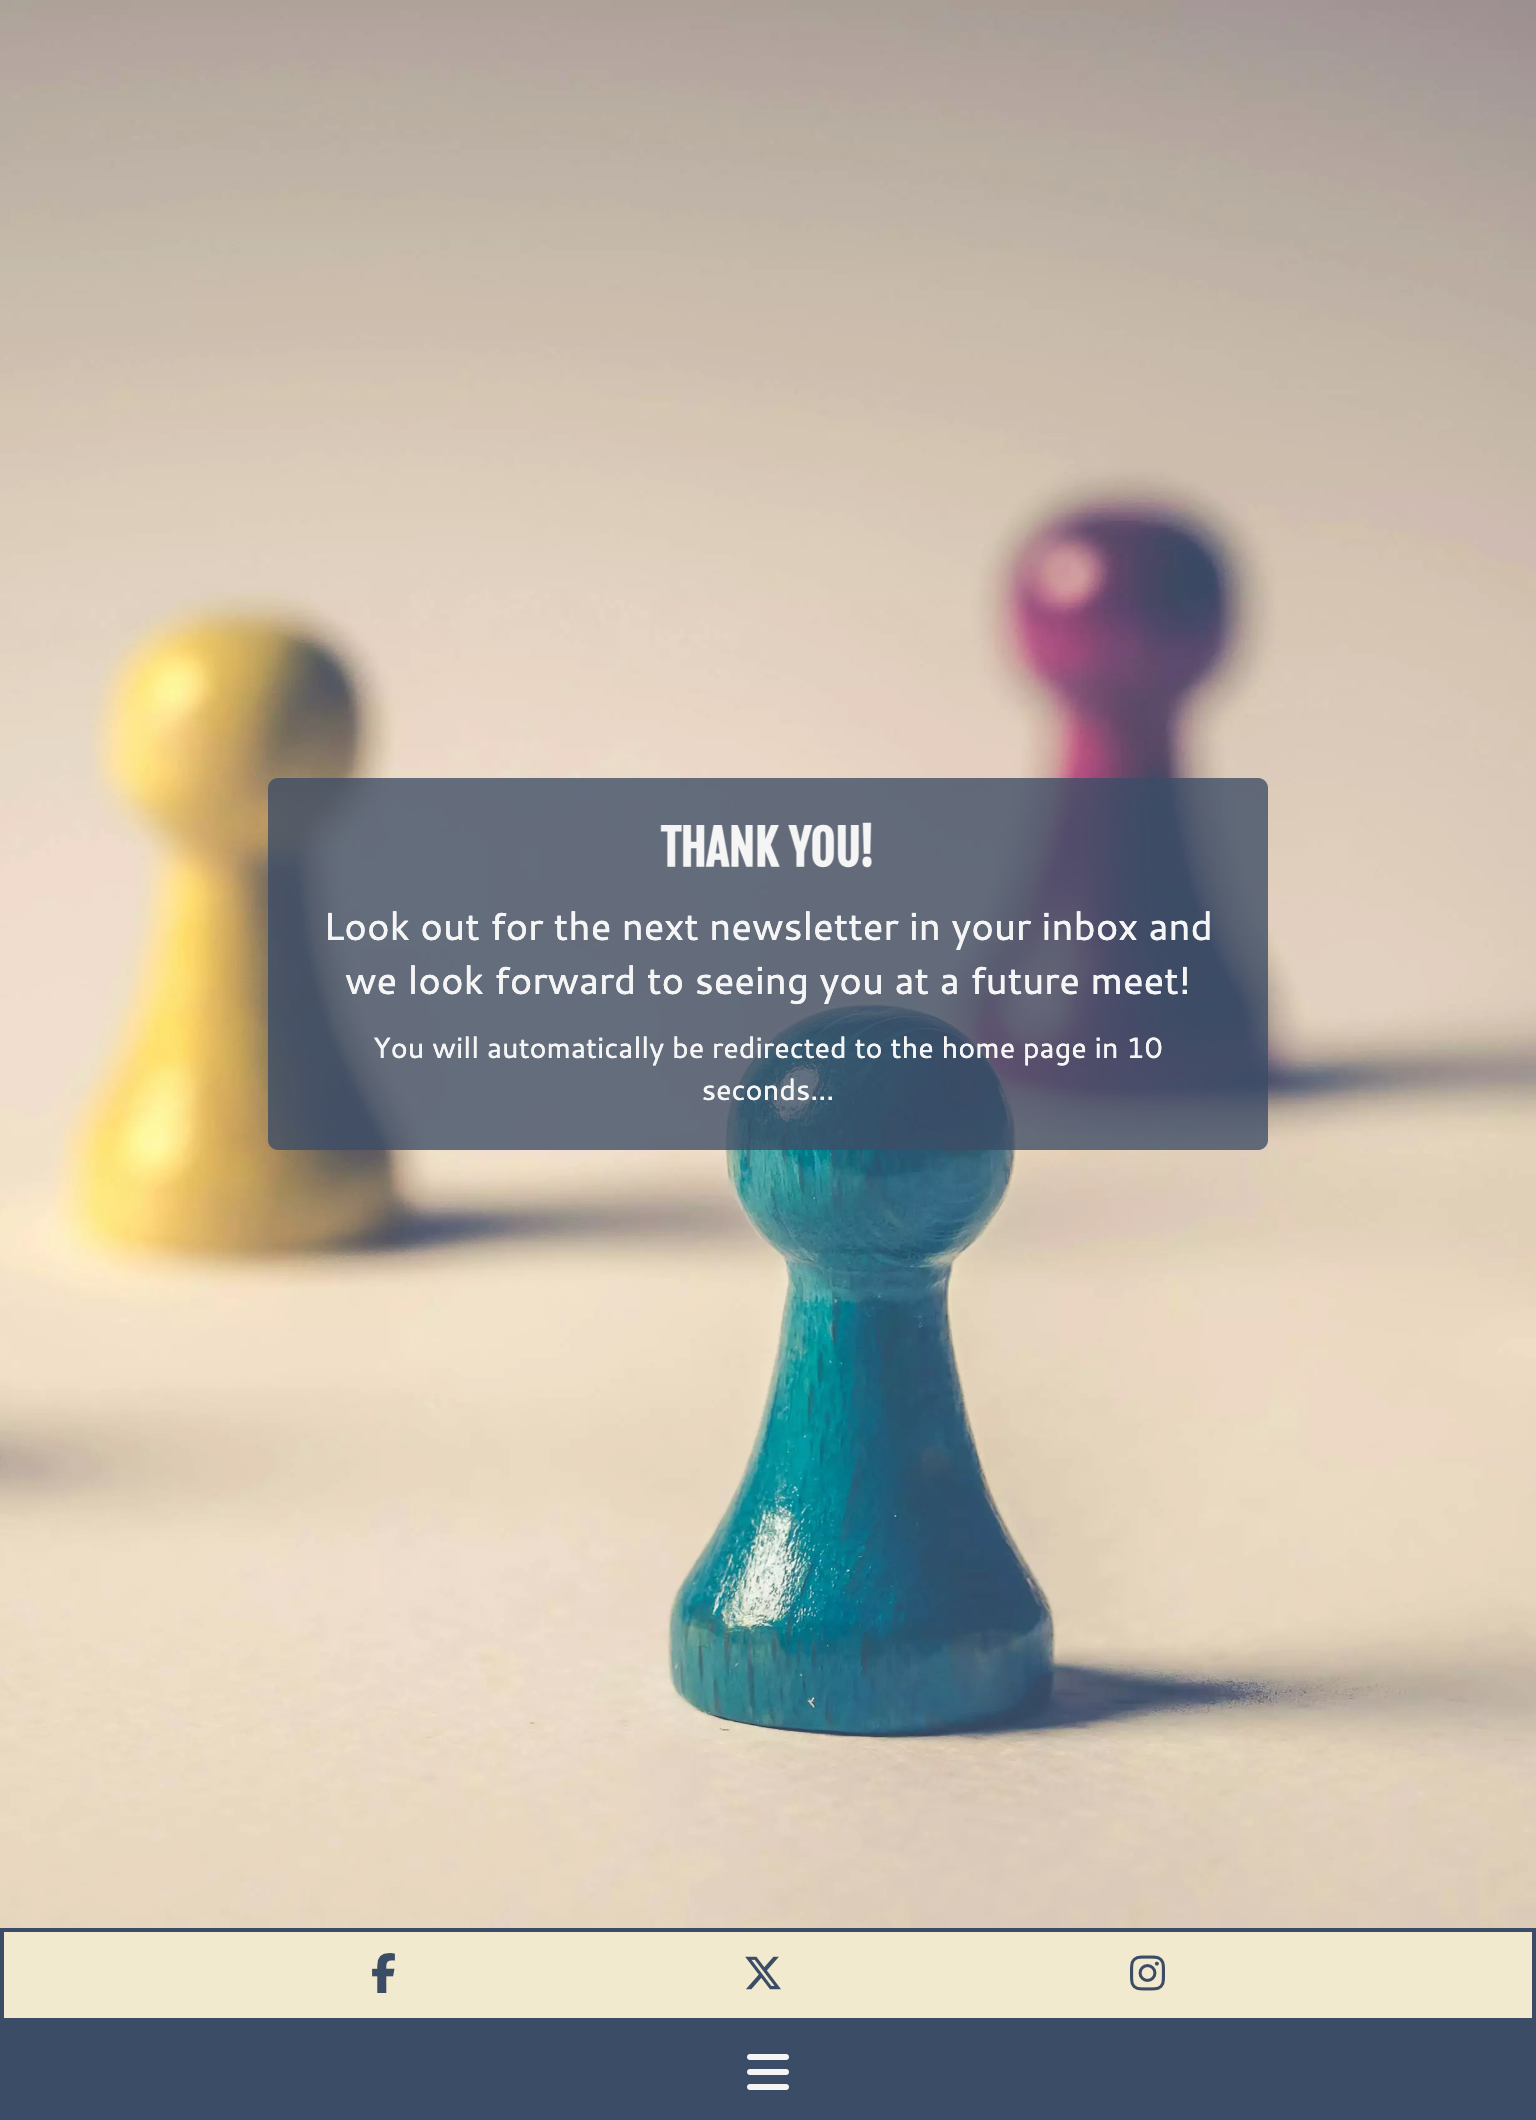 THANK YOU!
Look out for the next newsletter in your inbox and
we look forward to seeing you at a future meet!
You will automatically be redirected to the home page in 10
seconds...